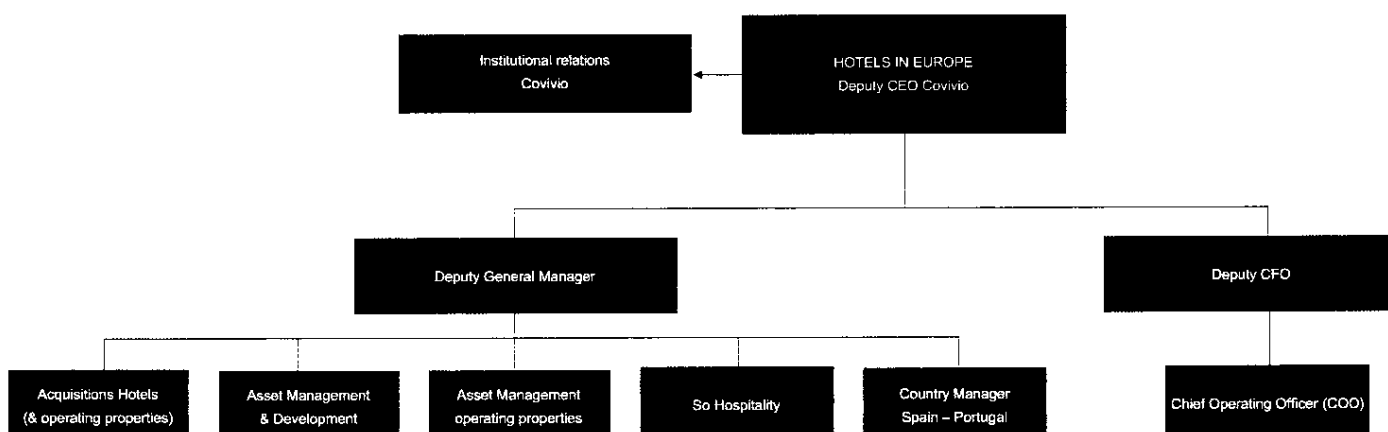 Institutional relations
Covivio
HOTELS IN EUROPE
Deputy CEO Covivio
Deputy General Manager
Deputy CFO
Acquisitions Hotels
(& operating properties)
Asset Management
& Development
Asset Management
operating properties
So Hospitality
Country Manager
Spain – Portugal
Chief Operating Officer (COO)